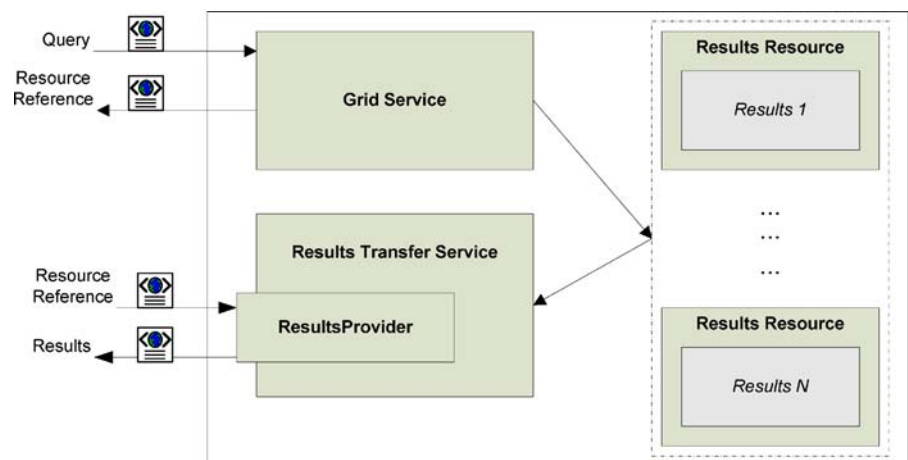 Query
Resource
Reference
Grid Service
Results Resource
Results 1
...
...
...
Results Transfer Service
Resource
Reference
ResultsProvider
Results
Results Resource
Results N